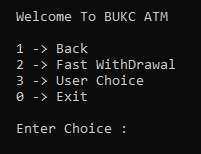 Welcome To BUKC ATM
1 -> Back
2 -> Fast WithDrawal
3 -> User Choice
0 -> Exit
Enter Choice :